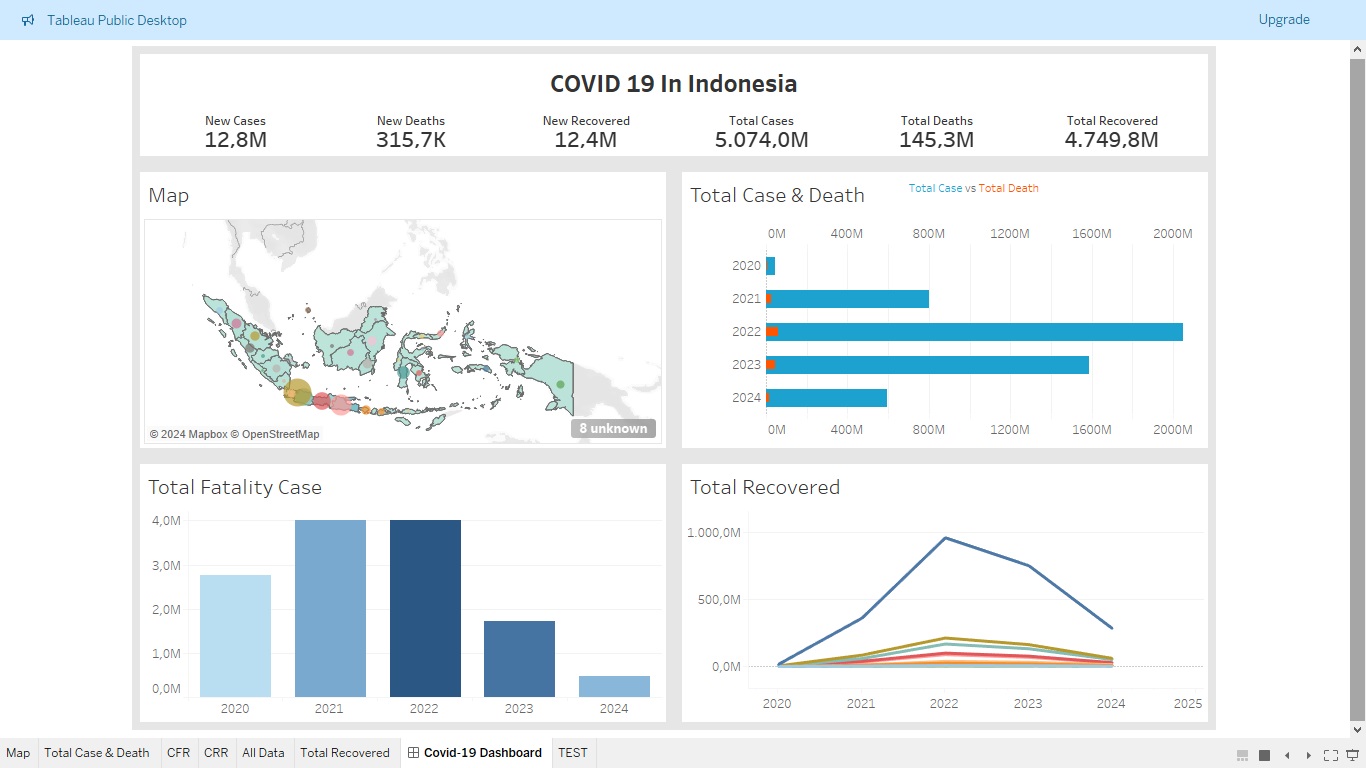 Tableau Public Desktop
Upgrade
COVID 19 In Indonesia
New Cases New Deaths New Recovered Total Cases Total Deaths Total Recovered
12,8M 315,7K 12,4M 5.074,0M 145,3M 4.749,8M
Map
© 2024 Mapbox © OpenStreetMap
8 unknown
Total Case & Death
Total Case vs Total Death
0M 400M 800M 1200M 1600M 2000M
2020
2021
2022
2023
2024
0M 400M 800M 1200M 1600M 2000M
Total Fatality Case
4,0M
3,0M
2,0M
1,0M
0,0M
2020 2021 2022 2023 2024
Total Recovered
1.000,0M
500,0M
0,0M
2020 2021 2022 2023 2024 2025
Map Total Case & Death CFR CRR All Data Total Recovered Covid-19 Dashboard TEST